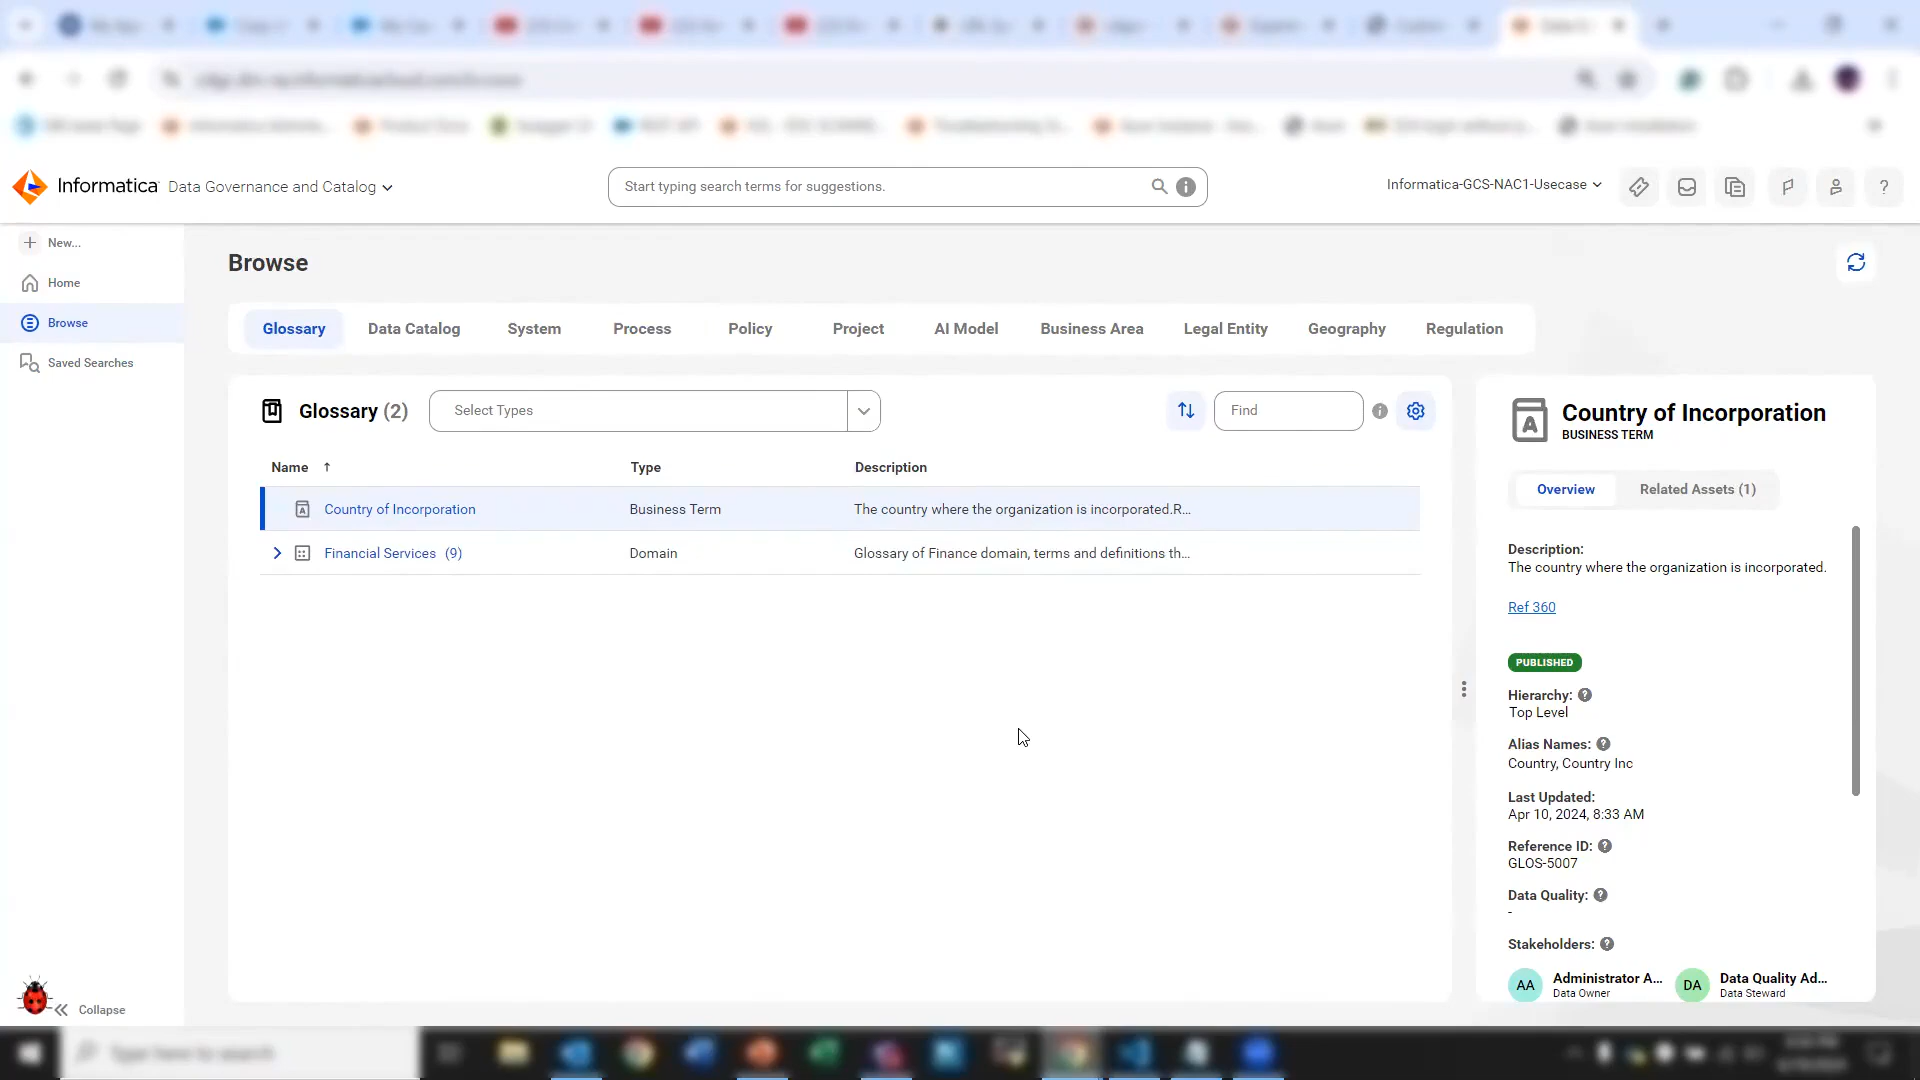 Informatica Data Governance and Catalog
Start typing search terms for suggestions.
Informatica-GCS-NAC1-Usecase
New...
Home
Browse
Saved Searches
Collapse
Browse
Glossary Data Catalog System Process Policy Project AI Model Business Area Legal Entity Geography Regulation
Glossary (2)
Select Types
Find
Name Type Description
Country of Incorporation Business Term The country where the organization is incorporated.R...
Financial Services (9) Domain Glossary of Finance domain, terms and definitions th...
Country of Incorporation
BUSINESS TERM
Overview Related Assets (1)
Description:
The country where the organization is incorporated.
Ref 360
PUBLISHED
Hierarchy:
Top Level
Alias Names:
Country, Country Inc
Last Updated:
Apr 10, 2024, 8:33 AM
Reference ID:
GLOS-5007
Data Quality:
-
Stakeholders:
AA Administrator A...
Data Owner
DA Data Quality Ad...
Data Steward
Type here to search